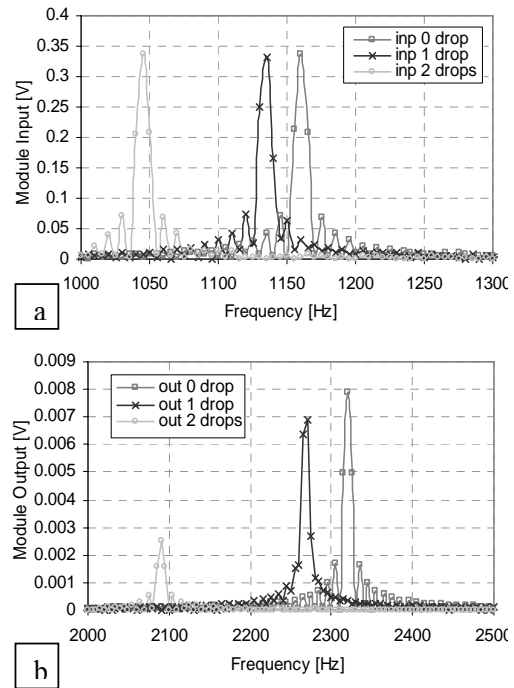 0.4
0.35
0.3
0.25
0.2
0.15
0.1
0.05
0
Module Input [V]
inp 0 drop
inp 1 drop
inp 2 drops
1000 1050 1100 1150 1200 1250 1300
Frequency [Hz]
a
0.009
0.008
0.007
0.006
0.005
0.004
0.003
0.002
0.001
0
Module Output [V]
out 0 drop
out 1 drop
out 2 drops
2000 2100 2200 2300 2400 2500
Frequency [Hz]
b